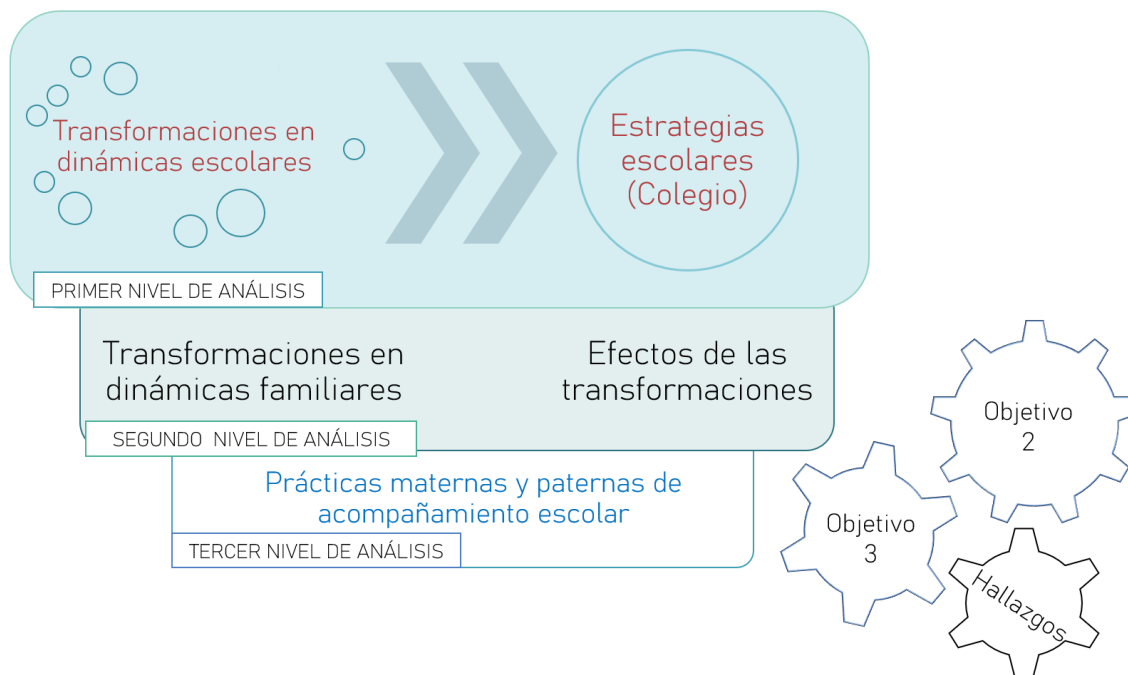 Transformaciones en
dinámicas escolares
Estrategias
escolares
(Colegio)
PRIMER NIVEL DE ANÁLISIS
Transformaciones en
dinámicas familiares
Efectos de las
transformaciones
SEGUNDO NIVEL DE ANÁLISIS
Prácticas maternas y paternas de
acompañamiento escolar
TERCER NIVEL DE ANÁLISIS
Objetivo
2
Objetivo
3
Hallazgos